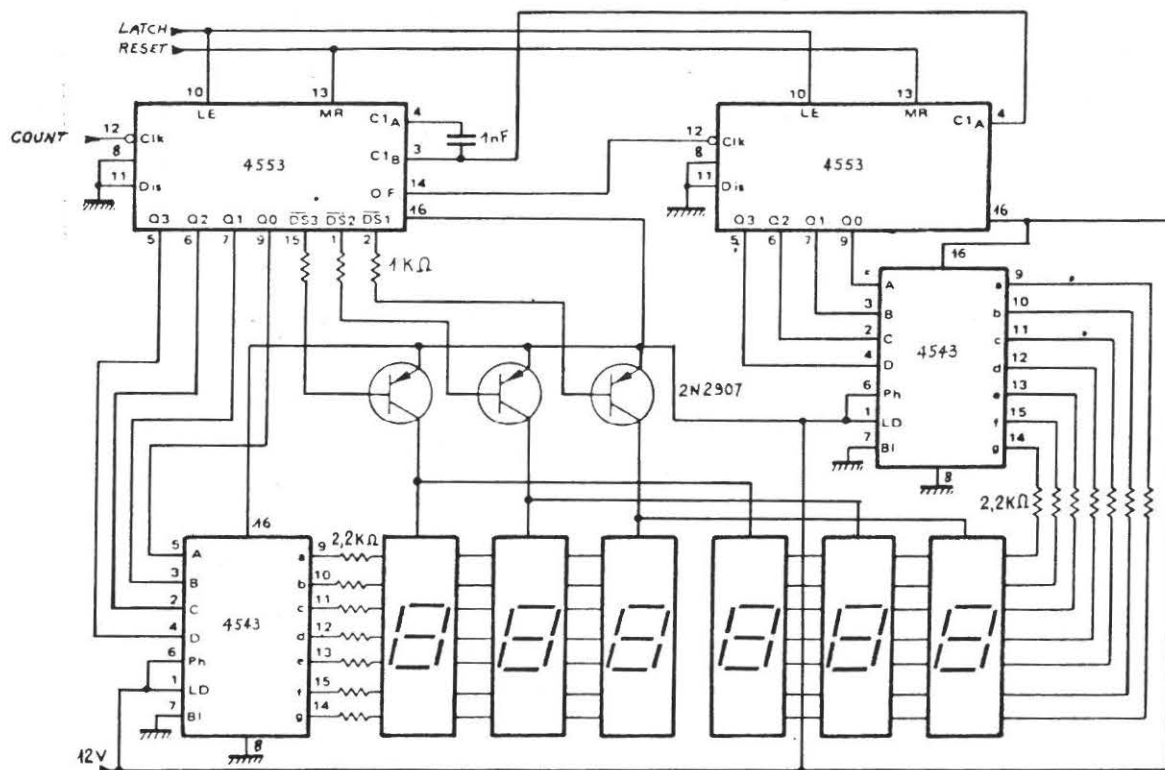 LATCH
RESET
10 13 10 13
LE MR LE MR
COUNT 12 Clk C1A 4 1nF
8 4553 C1B 3
11 Dis OF 14
16
Q3 Q2 Q1 Q0 DS3 DS2 DS1
5 6 7 9 15 1 2
1KΩ
12 Clk C1A 4
8 4553
11 Dis
16
Q3 Q2 Q1 Q0
5 6 7 9
16
A a 9
3 B b 10
2 C c 11
4 D 4543 d 12
6 Ph e 13
1 LD f 15
7 BI g 14
8
2,2KΩ
2N2907
16
2,2KΩ
5 A a 9
3 B b 10
2 C c 11
4 D 4543 d 12
6 Ph e 13
1 LD f 15
7 BI g 14
8
12V